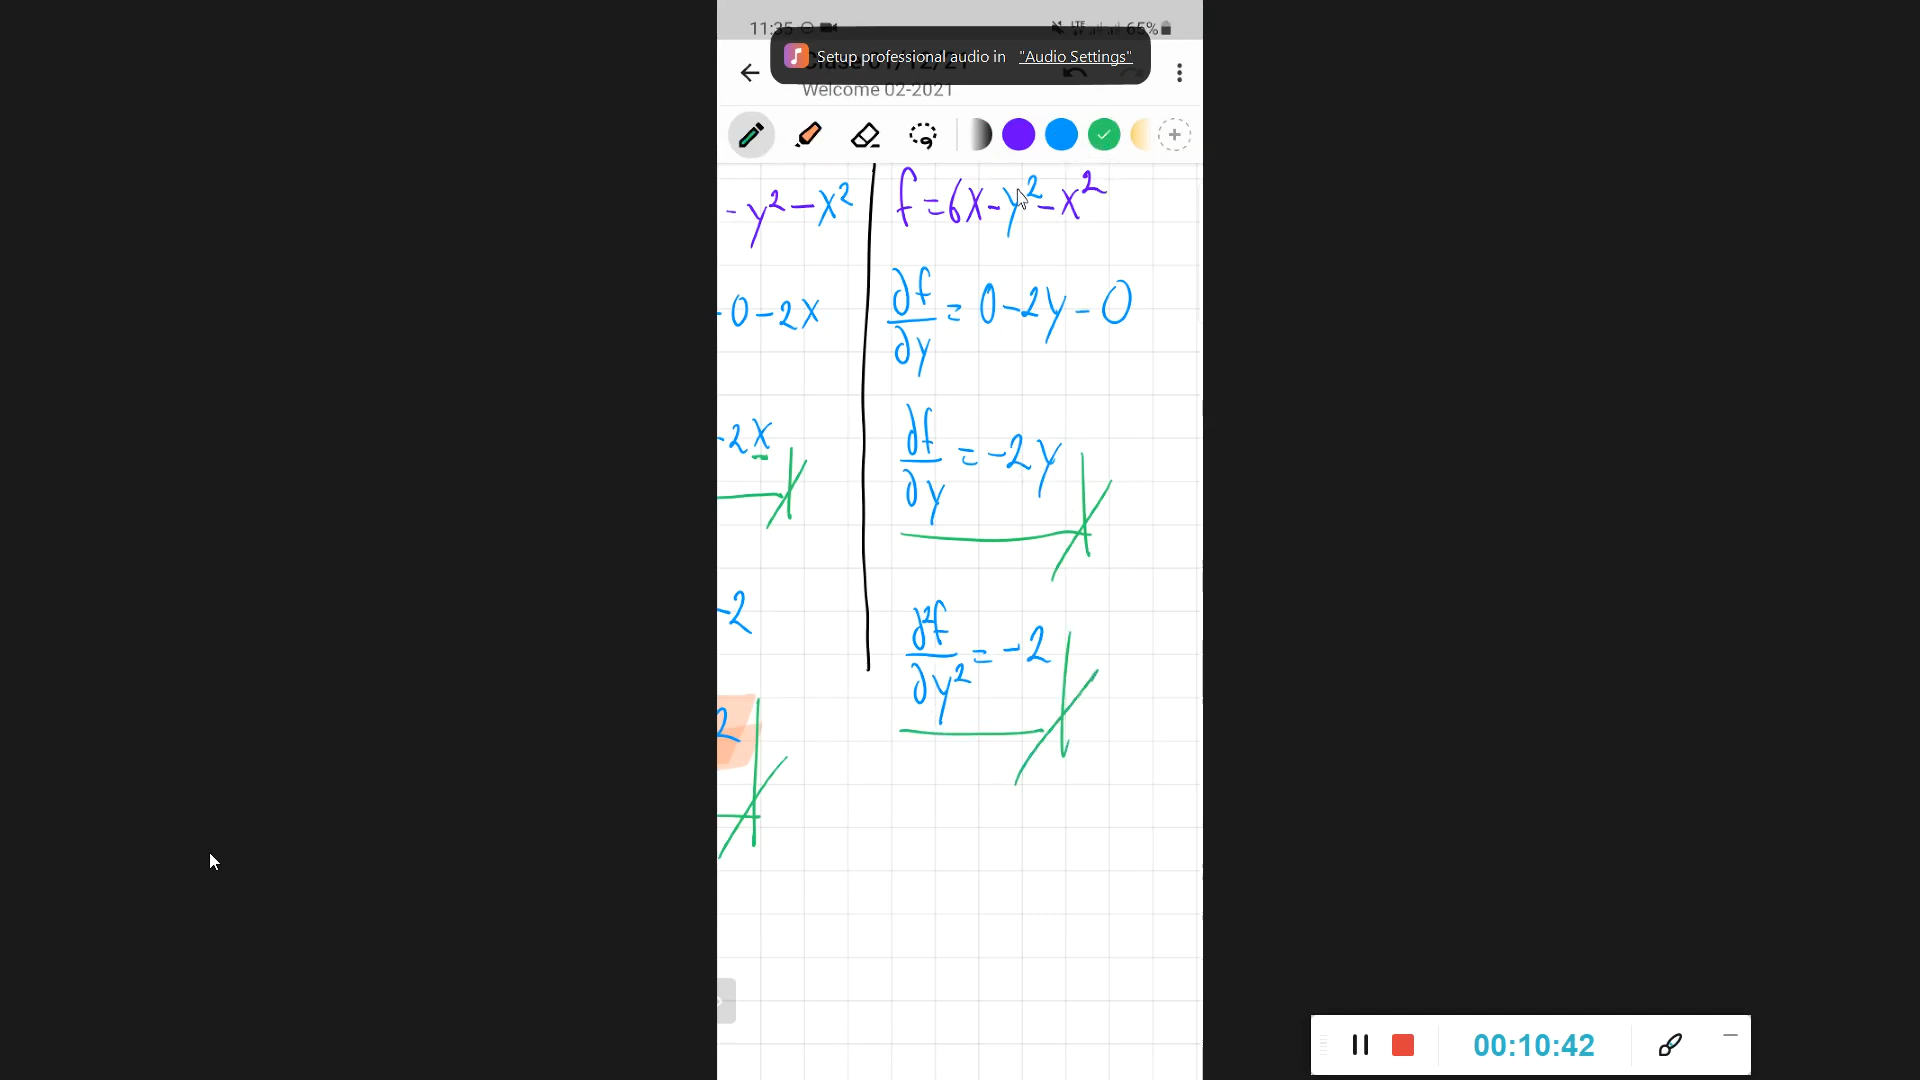 11:35 LTE 65%
Setup professional audio in "Audio Settings"
Welcome 02-2021
- y² - x²
f = 6x - y² - x²
- 0 - 2x
∂f/∂y = 0 - 2y - 0
- 2x
∂f/∂y = -2y
-2
∂²f/∂y² = -2
2
00:10:42